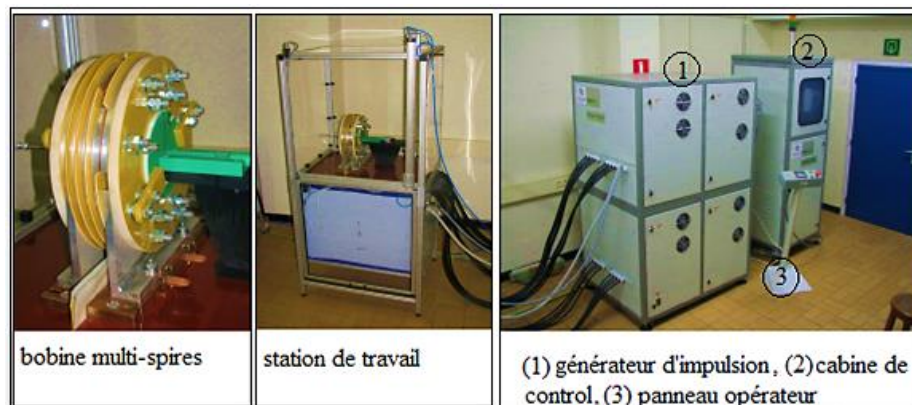 bobine multi-spires
station de travail
1
2
3
(1) générateur d'impulsion, (2) cabine de
control, (3) panneau opérateur